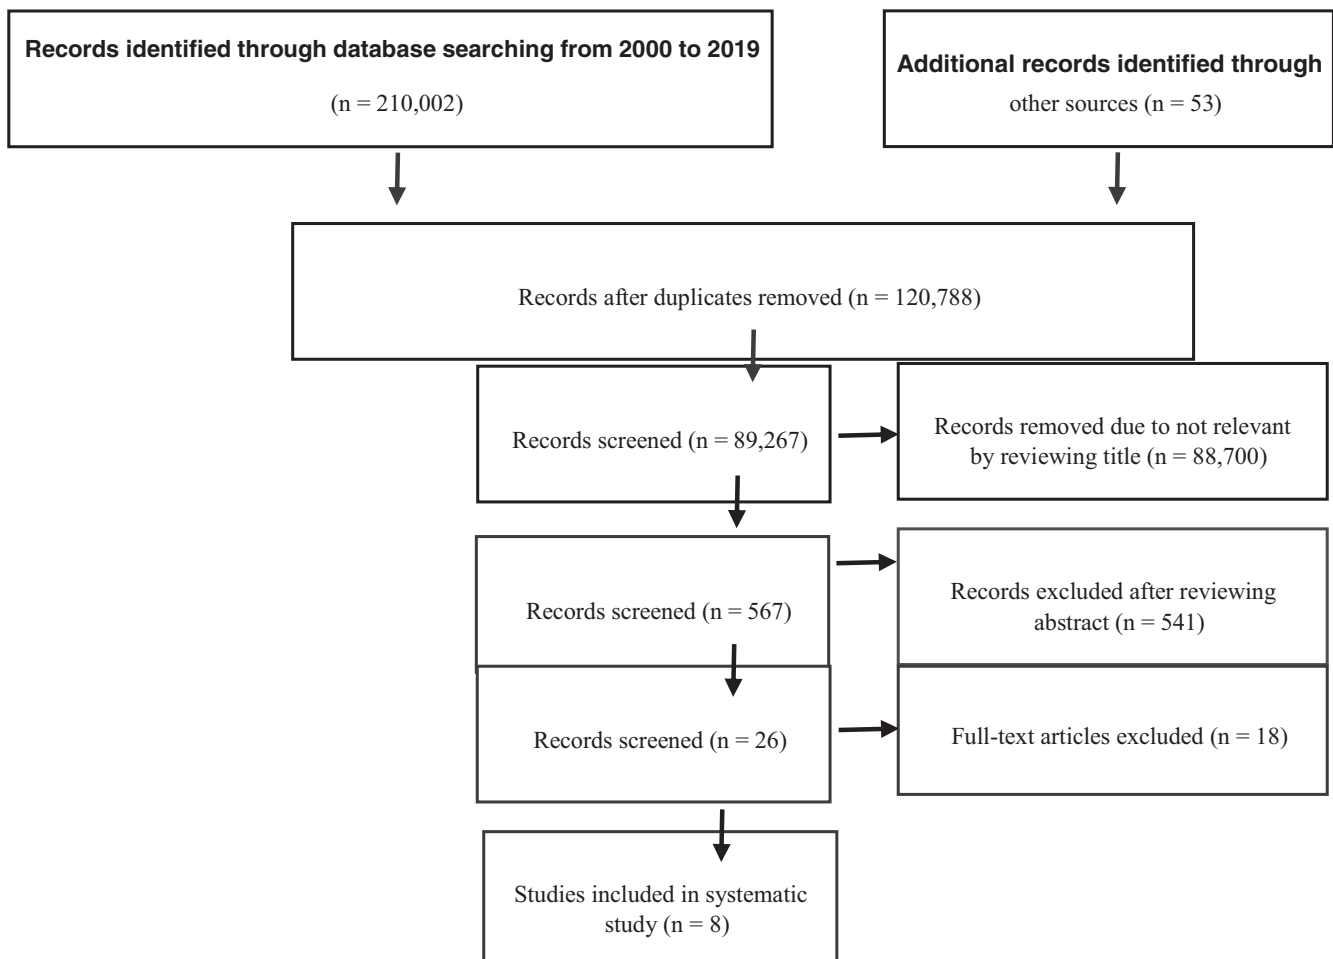 Records identified through database searching from 2000 to 2019
(n = 210,002)
Additional records identified through
other sources (n = 53)
Records after duplicates removed (n = 120,788)
Records screened (n = 89,267)
Records removed due to not relevant
by reviewing title (n = 88,700)
Records screened (n = 567)
Records excluded after reviewing
abstract (n = 541)
Records screened (n = 26)
Full-text articles excluded (n = 18)
Studies included in systematic
study (n = 8)